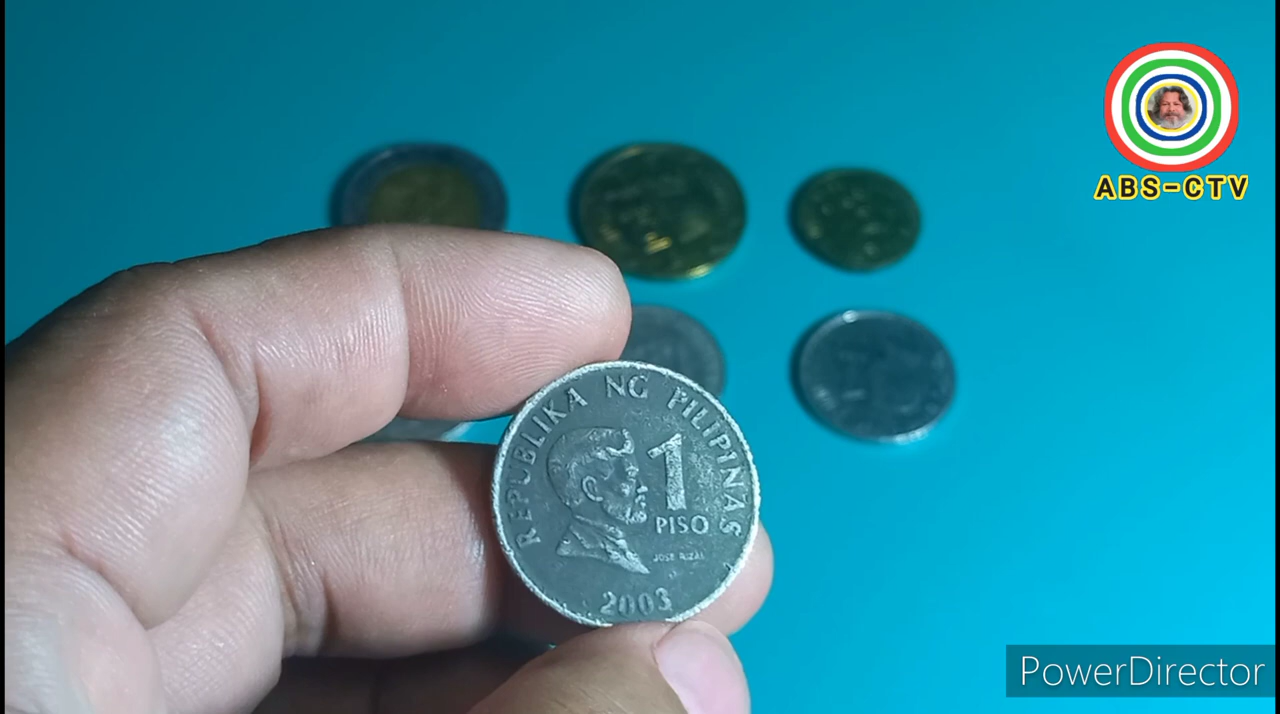 ABS-CTV
REPUBLIKA NG PILIPINAS
1
PISO
JOSE RIZAL
2003
PowerDirector